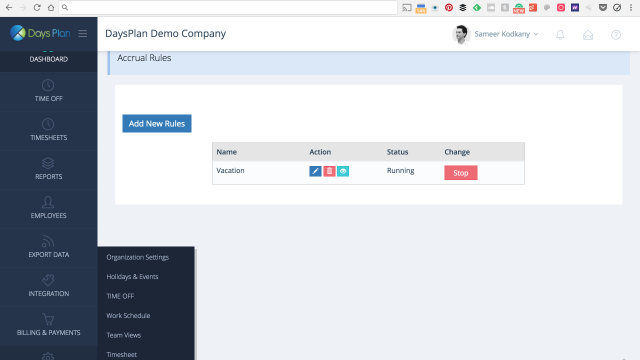 Days Plan
DaysPlan Demo Company
Sameer Kodkany
DASHBOARD
Accrual Rules
TIME OFF
TIMESHEETS
REPORTS
EMPLOYEES
EXPORT DATA
INTEGRATION
BILLING & PAYMENTS
Add New Rules
Name Action Status Change
Vacation Running Stop
Organization Settings
Holidays & Events
TIME OFF
Work Schedule
Team Views
Timesheet